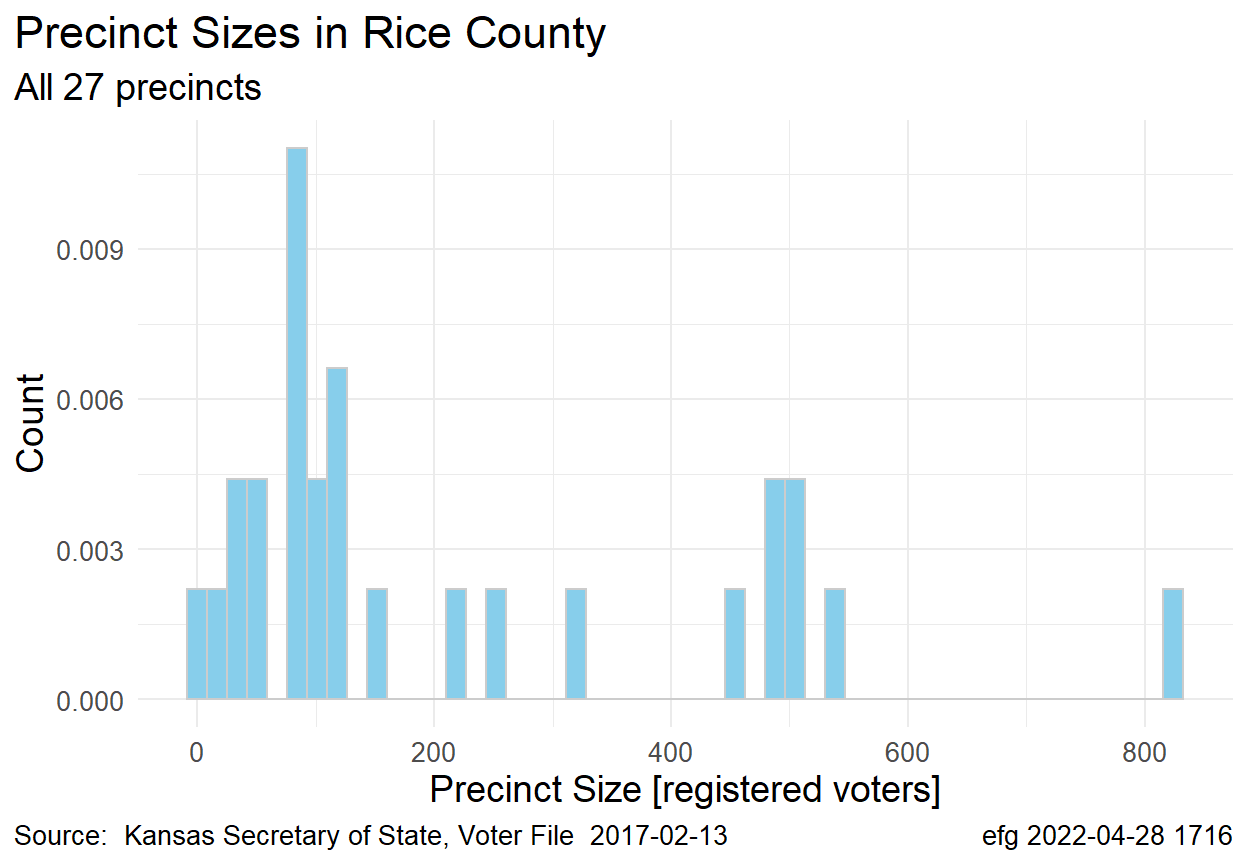 Precinct Sizes in Rice County
All 27 precincts
Count
0.009
0.006
0.003
0.000
0 200 400 600 800
Precinct Size [registered voters]
Source:  Kansas Secretary of State, Voter File  2017-02-13
efg 2022-04-28 1716